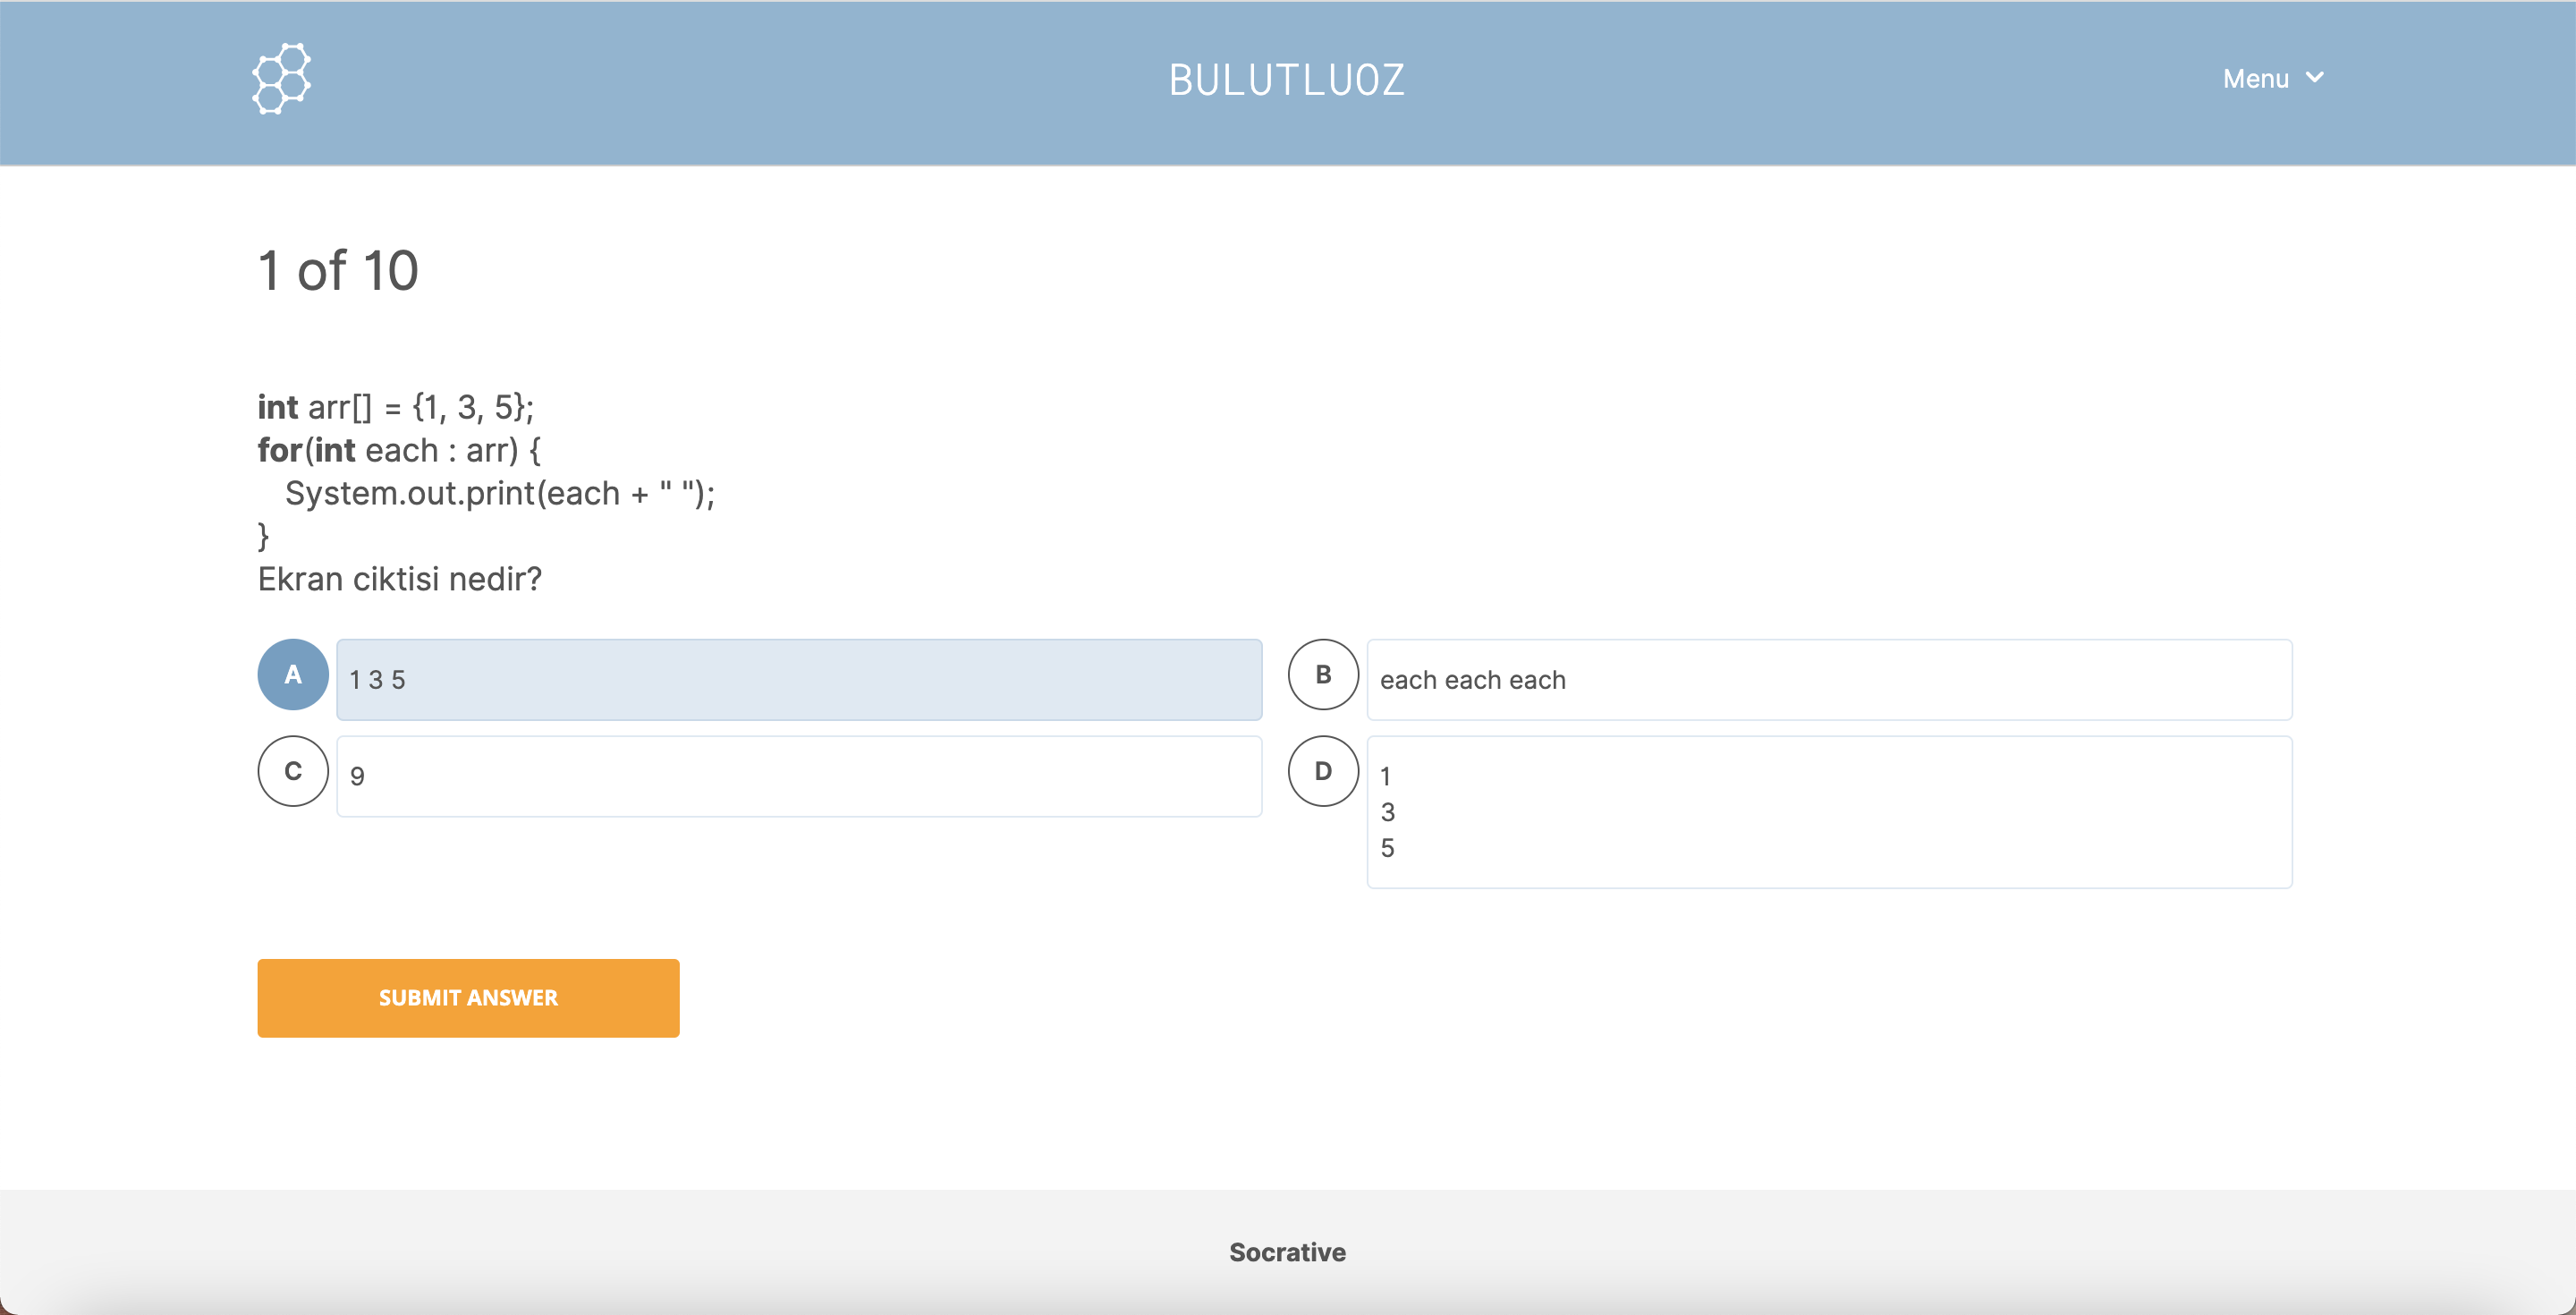 BULUTLUOZ
Menu
1 of 10
int arr[] = {1, 3, 5};
for(int each : arr) {
System.out.print(each + " ");
}
Ekran ciktisi nedir?
A 1 3 5
B each each each
C 9
D 1
3
5
SUBMIT ANSWER
Socrative